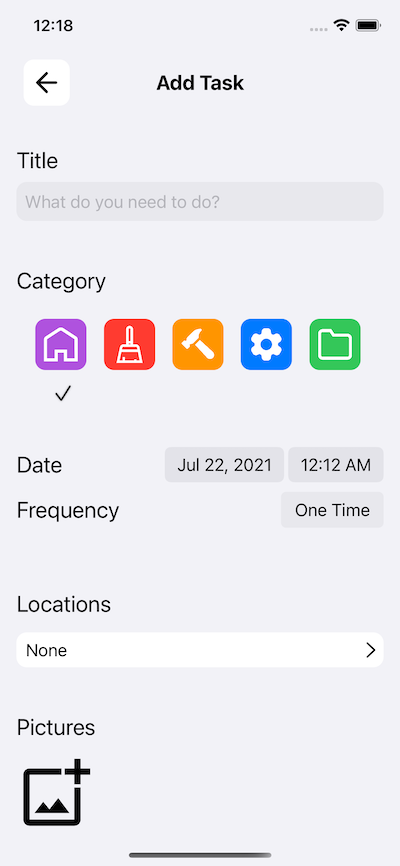 12:18
Add Task
Title
What do you need to do?
Category
Date
Jul 22, 2021
12:12 AM
Frequency
One Time
Locations
None
Pictures